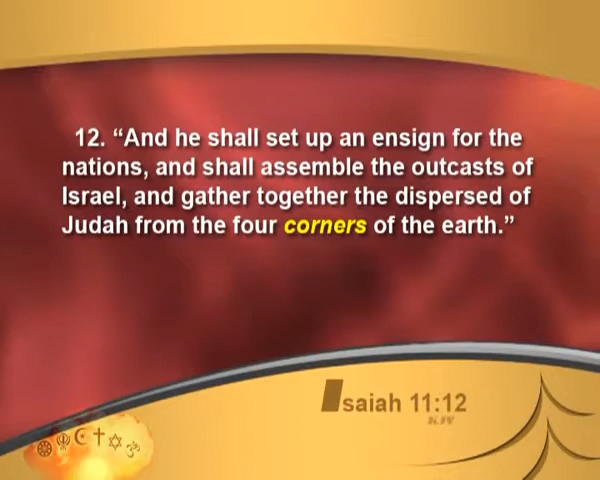 12. “And he shall set up an ensign for the
nations, and shall assemble the outcasts of
Israel, and gather together the dispersed of
Judah from the four corners of the earth.”
Isaiah 11:12
KJV